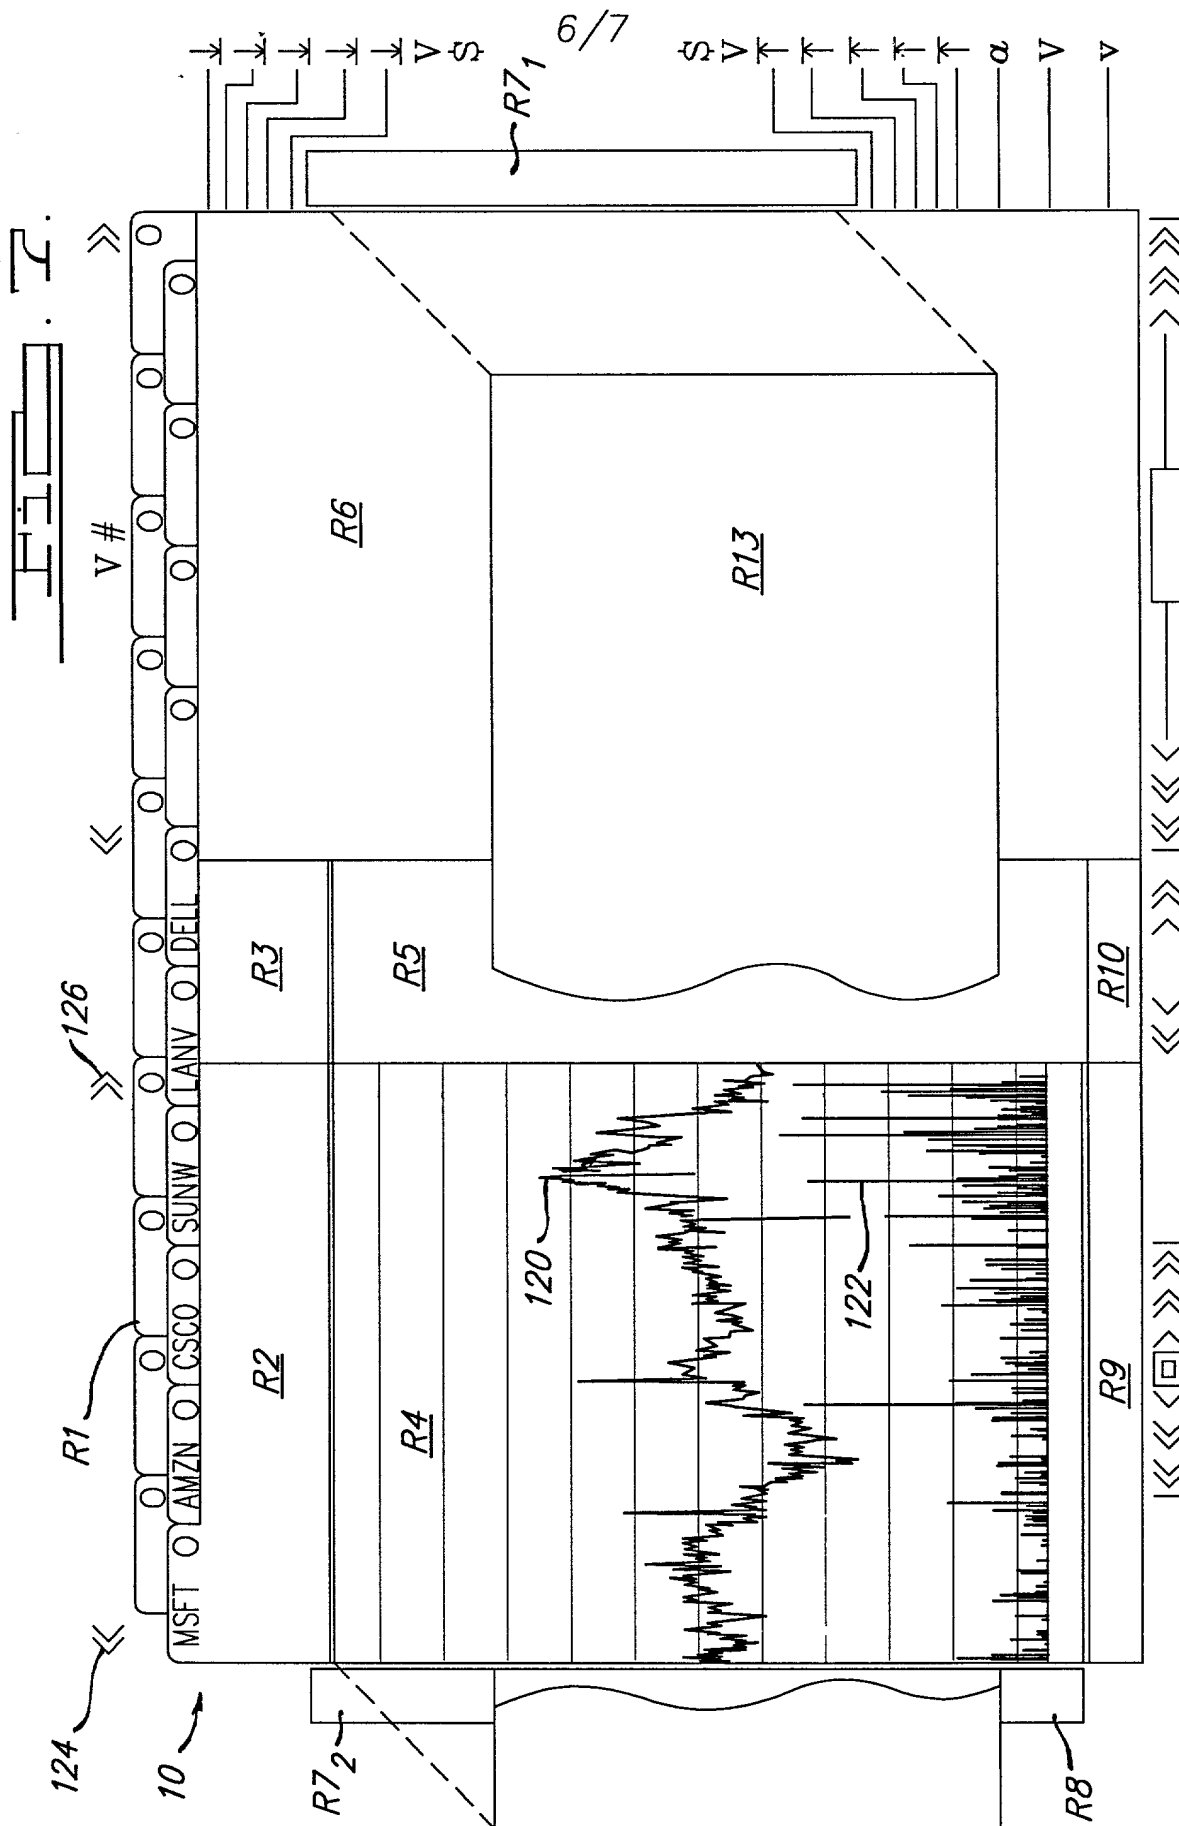 6/7
FIG. 7.
124
126
R1
V #
10
MSFT O AMZN O CSCO O SUNW O LANV O DELL O O O O O
O O O O O O O O O O O
R2
R3
R4
R5
R6
R13
120
122
R7₁
R7₂
R8
R9
R10
V $
$ V
a
V
v